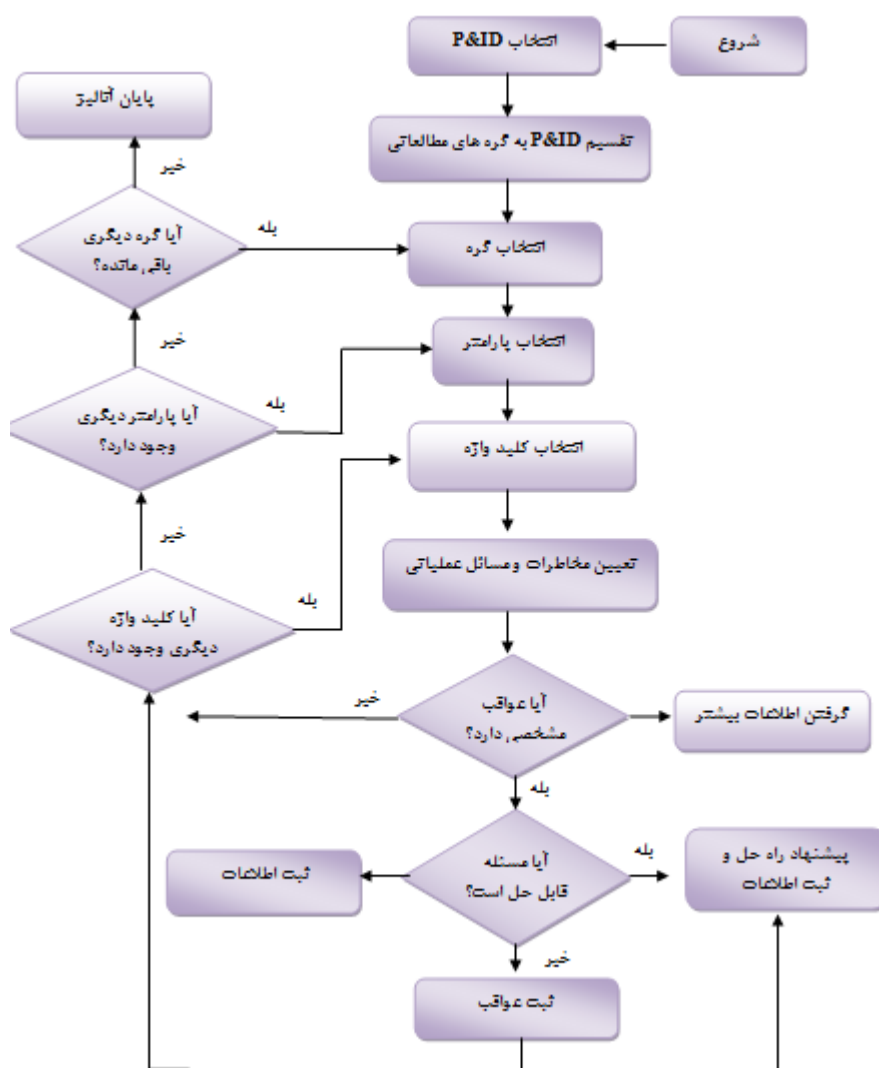 شروع
انتخاب P&ID
تقسیم P&ID به گره های مطالعاتی
انتخاب گره
انتخاب پارامتر
انتخاب کلید واژه
تعیین مخاطرات و مسائل عملیاتی
آیا عواقب
مشخصی دارد؟
خیر
گرفتن اطلاعات بیشتر
بله
آیا مسئله
قابل حل است؟
بله
پیشنهاد راه حل و
ثبت اطلاعات
ثبت اطلاعات
خیر
ثبت عواقب
آیا کلید واژه
دیگری وجود دارد؟
بله
خیر
آیا پارامتر دیگری
وجود دارد؟
بله
خیر
آیا گره دیگری
باقی مانده؟
بله
خیر
پایان آنالیز